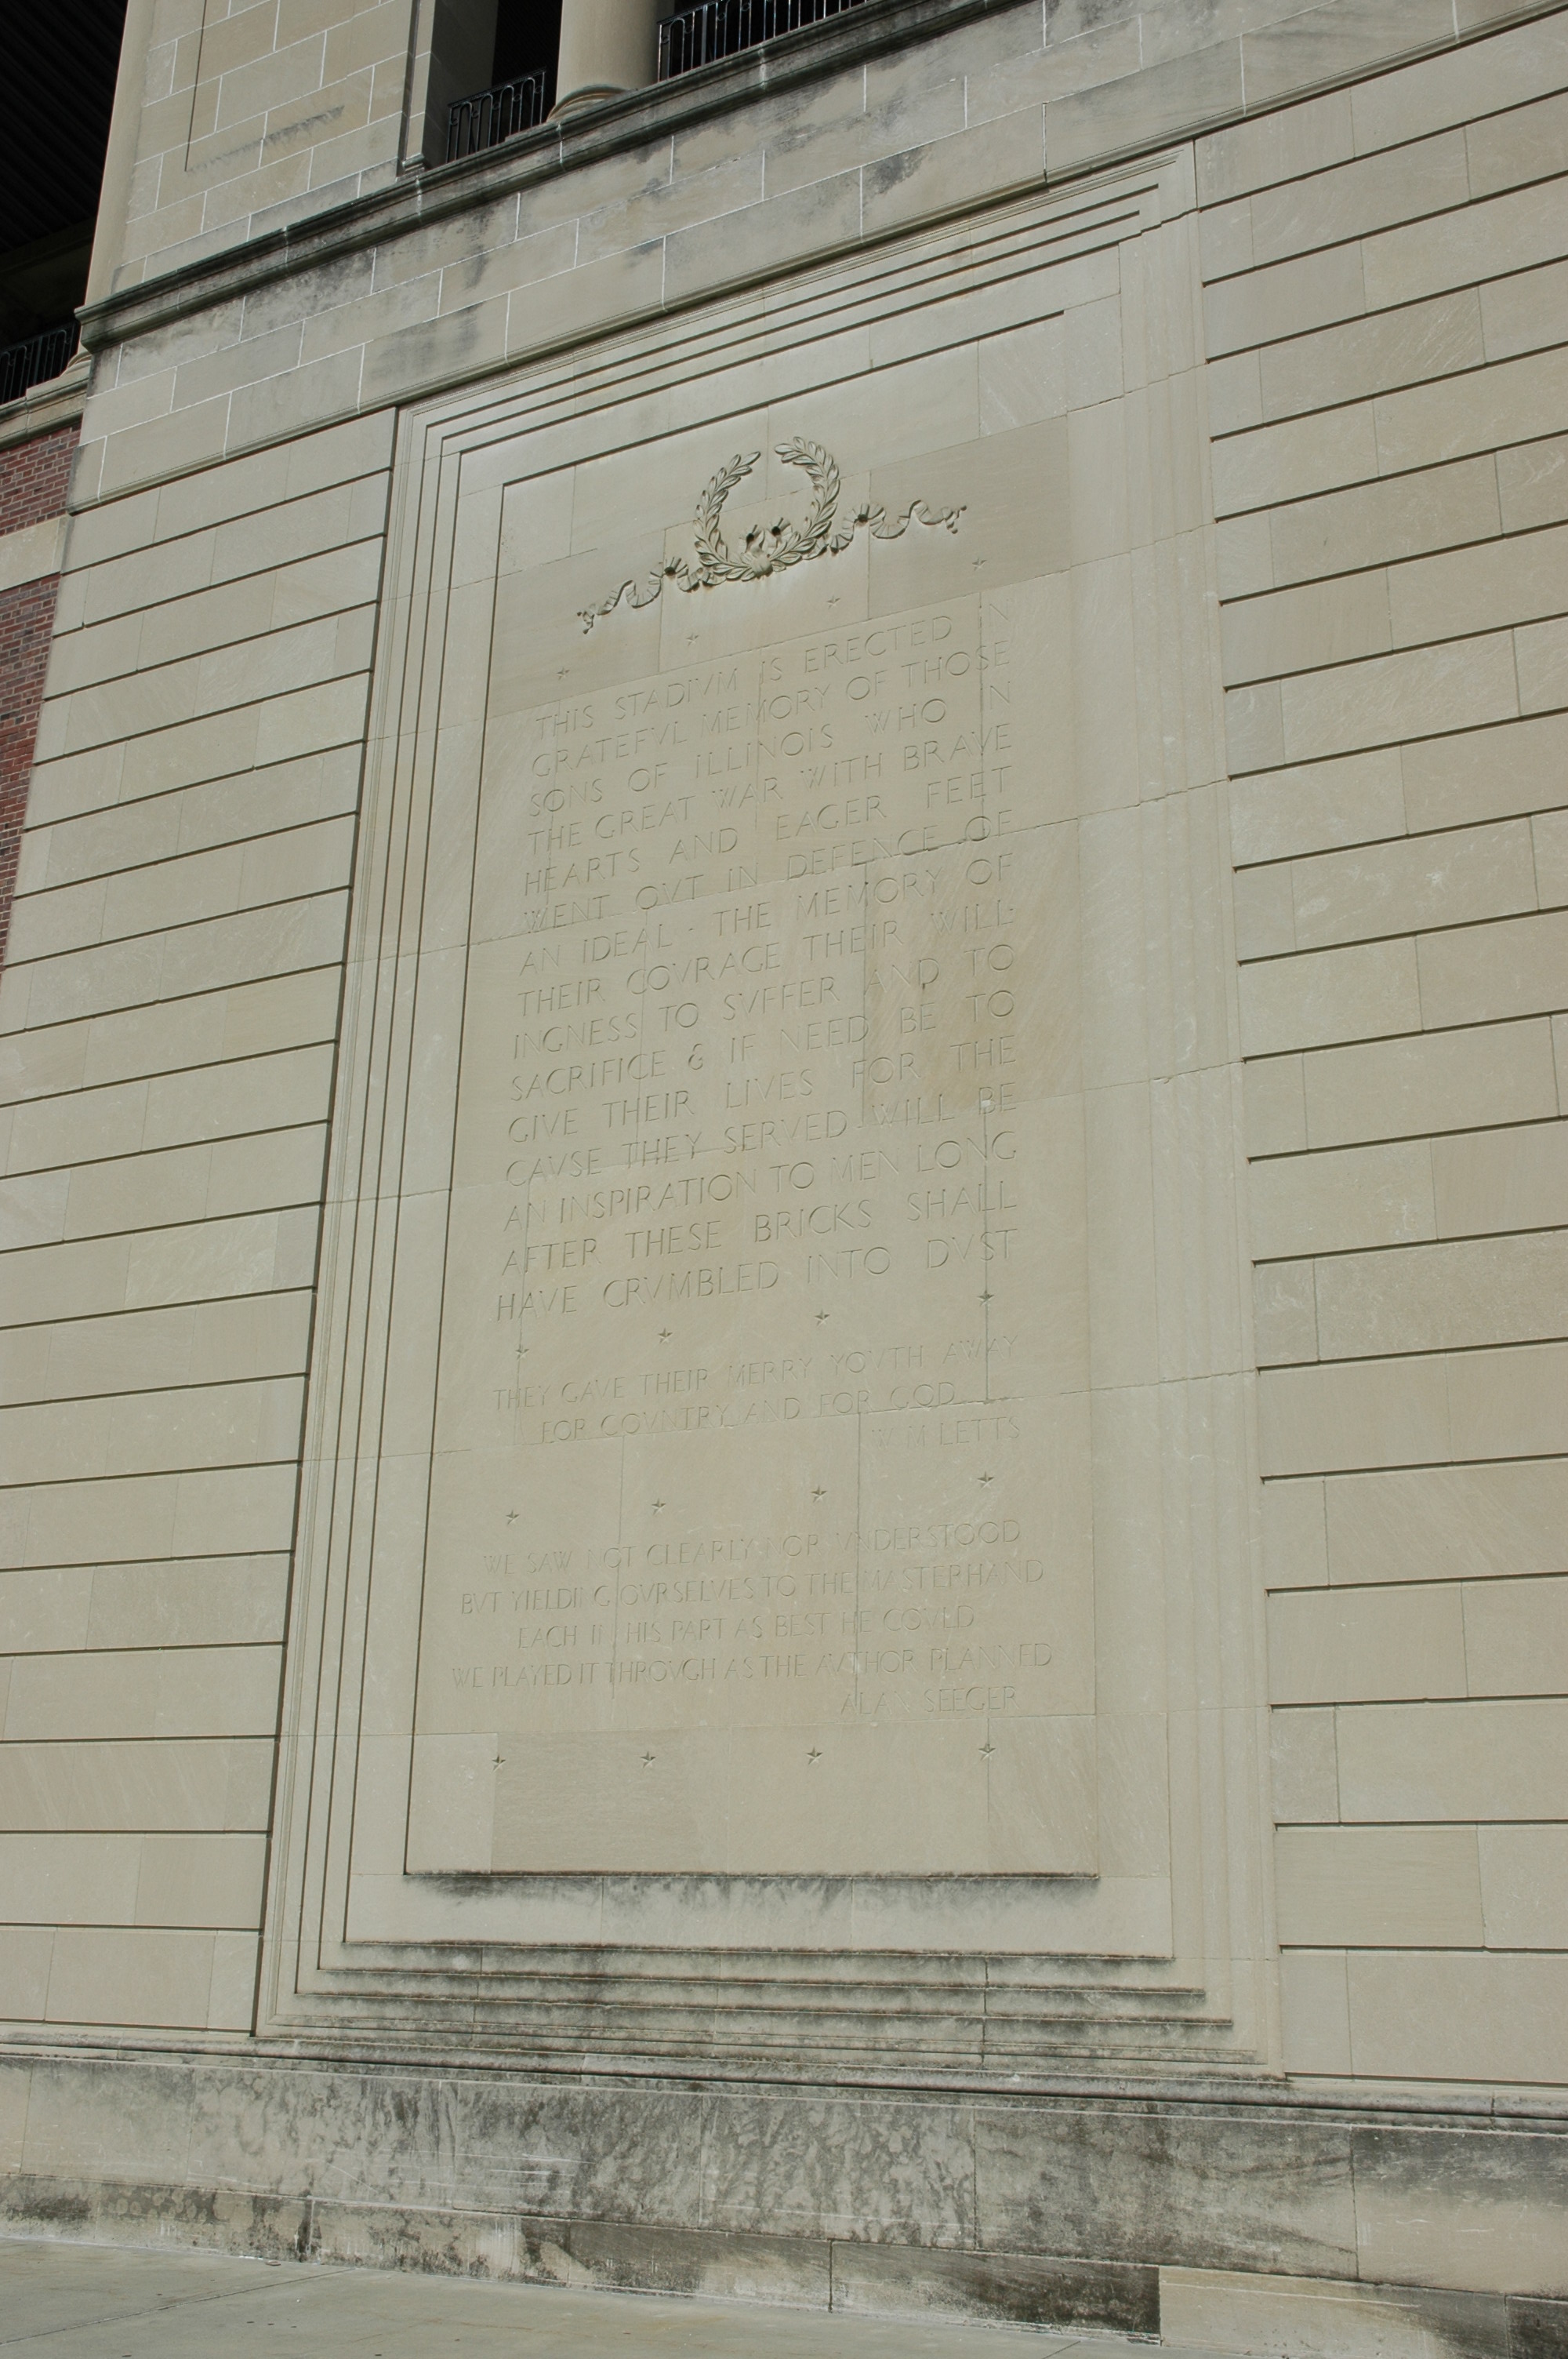 THIS STADIVM IS ERECTED IN
GRATEFVL MEMORY OF THOSE
SONS OF ILLINOIS WHO IN
THE GREAT WAR WITH BRAVE
HEARTS AND EAGER FEET
WENT OVT IN DEFENCE OF
AN IDEAL - THE MEMORY OF
THEIR COVRAGE THEIR WILL-
INGNESS TO SVFFER AND TO
SACRIFICE & IF NEED BE TO
GIVE THEIR LIVES FOR THE
CAVSE THEY SERVED WILL BE
AN INSPIRATION TO MEN LONG
AFTER THESE BRICKS SHALL
HAVE CRVMBLED INTO DVST
THEY GAVE THEIR MERRY YOVTH AWAY
FOR COVNTRY AND FOR GOD
W M LETTS
WE SAW NOT CLEARLY NOR VNDERSTOOD
BVT YIELDING OVRSELVES TO THE MASTERHAND
EACH IN HIS PART AS BEST HE COVLD
WE PLAYED IT THROVGH AS THE AVTHOR PLANNED
ALAN SEEGER